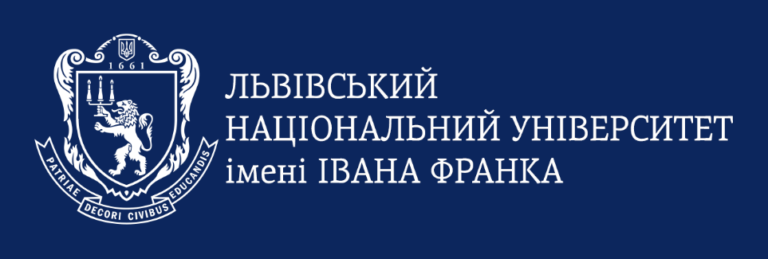 1661
PATRIAE DECORI CIVIBUS EDUCANDIS
ЛЬВІВСЬКИЙ
НАЦІОНАЛЬНИЙ УНІВЕРСИТЕТ
імені ІВАНА ФРАНКА